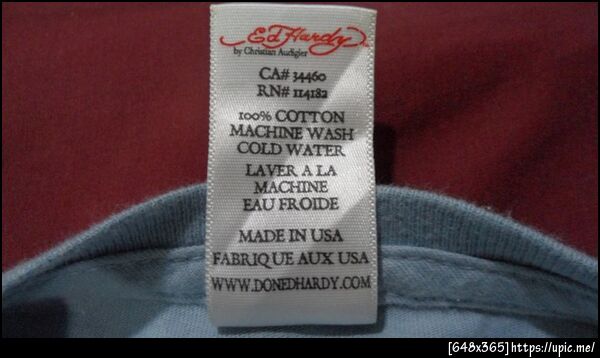 Ed Hardy
by Christian Audigier
CA# 34460
RN# 114182
100% COTTON
MACHINE WASH
COLD WATER
LAVER A LA
MACHINE
EAU FROIDE
MADE IN USA
FABRIQUE AUX USA
WWW.DONEDHARDY.COM
[648x365]https://upic.me/